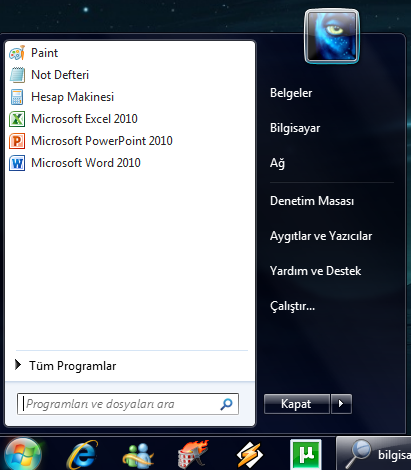 Paint
Not Defteri
Hesap Makinesi
Microsoft Excel 2010
Microsoft PowerPoint 2010
Microsoft Word 2010
Tüm Programlar
Programları ve dosyaları ara
Belgeler
Bilgisayar
Ağ
Denetim Masası
Aygıtlar ve Yazıcılar
Yardım ve Destek
Çalıştır...
Kapat
bilgisa